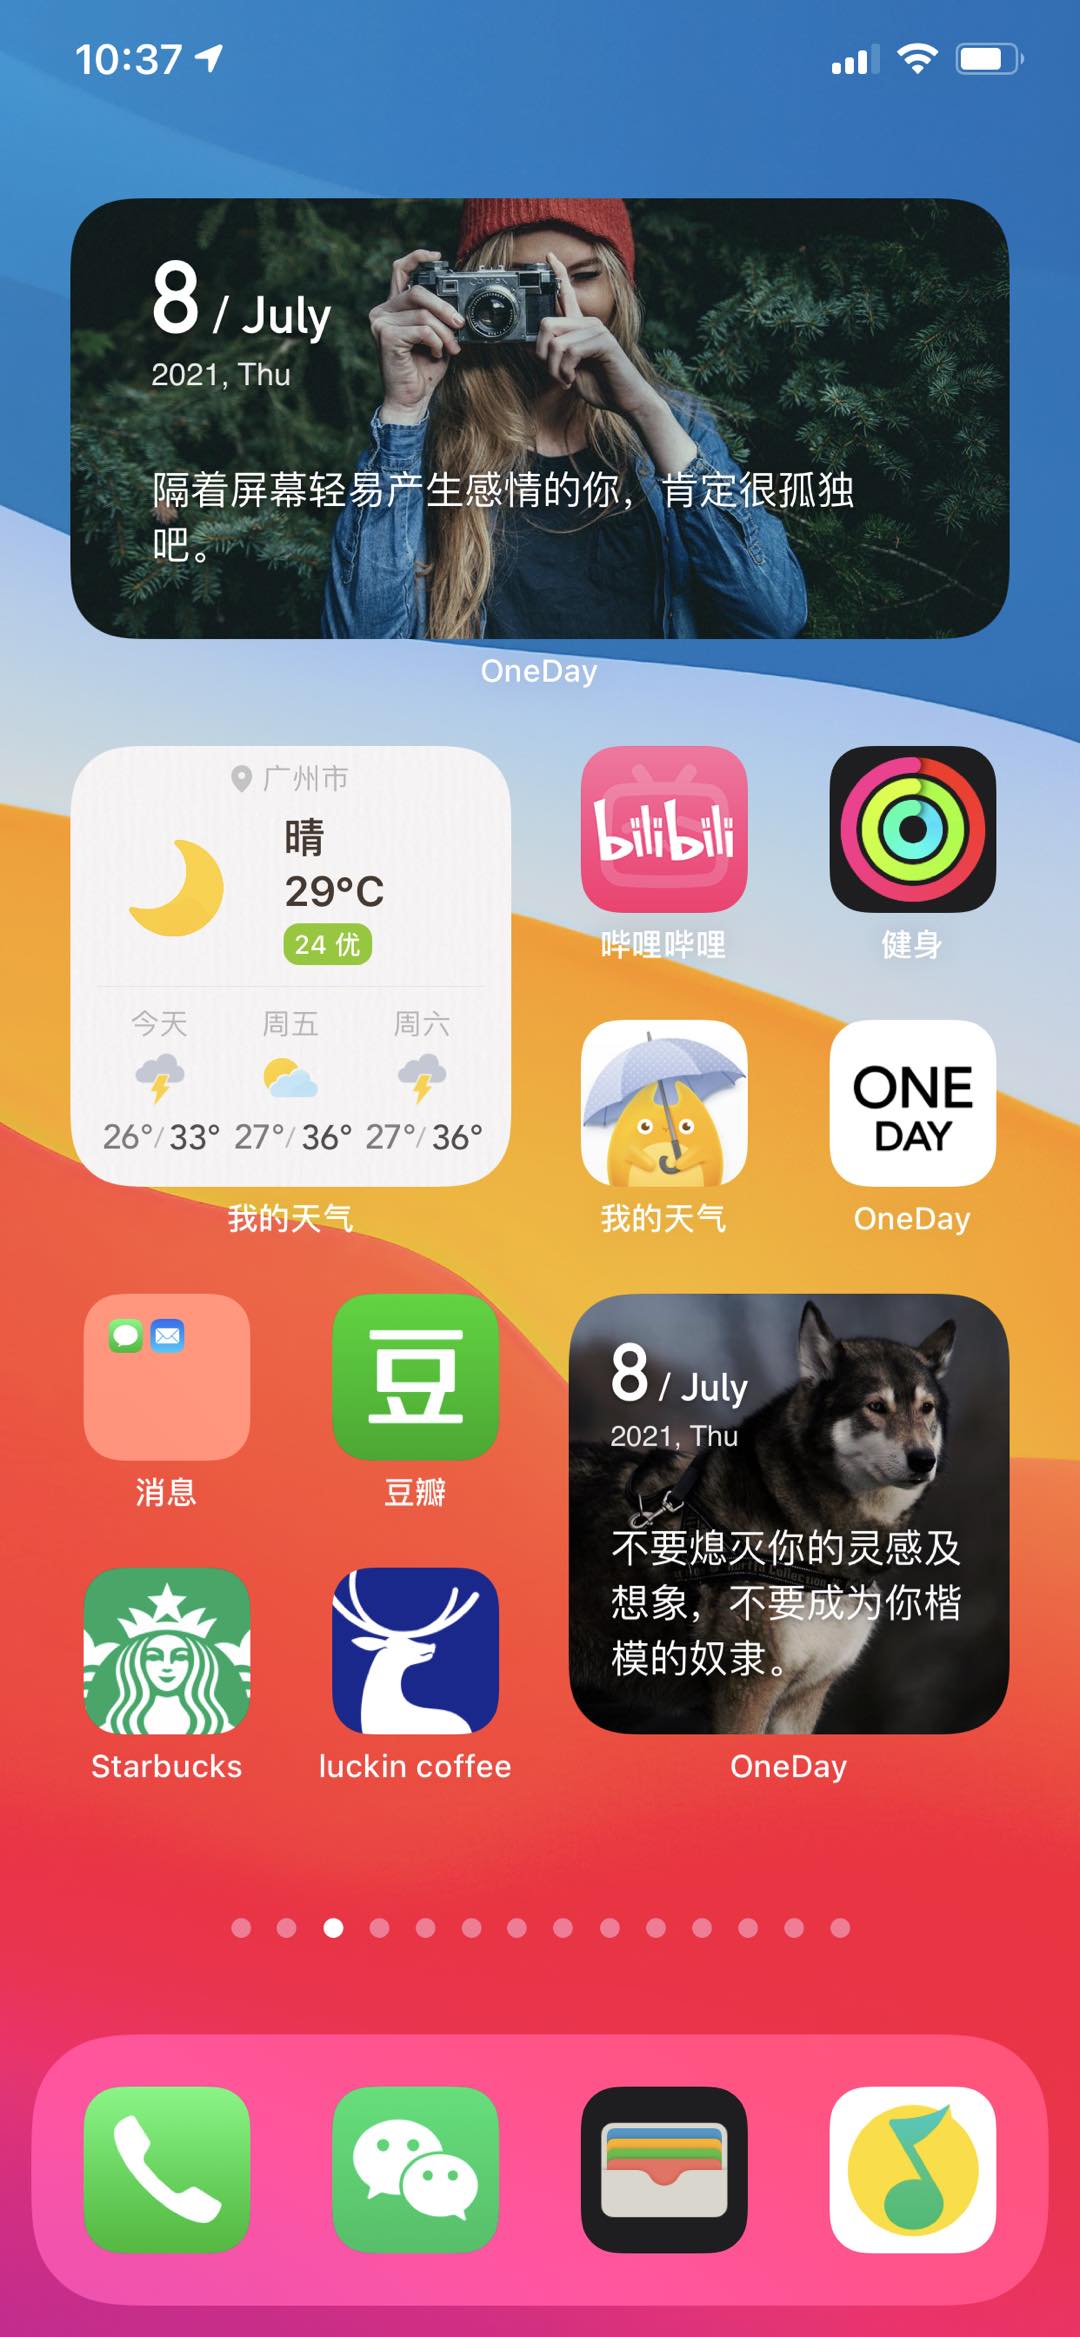 10:37
8 / July
2021, Thu
隔着屏幕轻易产生感情的你，肯定很孤独
吧。
OneDay
广州市
晴
29°C
24 优
今天 周五 周六
26°/33° 27°/36° 27°/36°
我的天气
bilibili
哔哩哔哩
健身
我的天气
ONE
DAY
OneDay
消息
豆
豆瓣
8 / July
2021, Thu
不要熄灭你的灵感及
想象，不要成为你楷
模的奴隶。
Starbucks
luckin coffee
OneDay